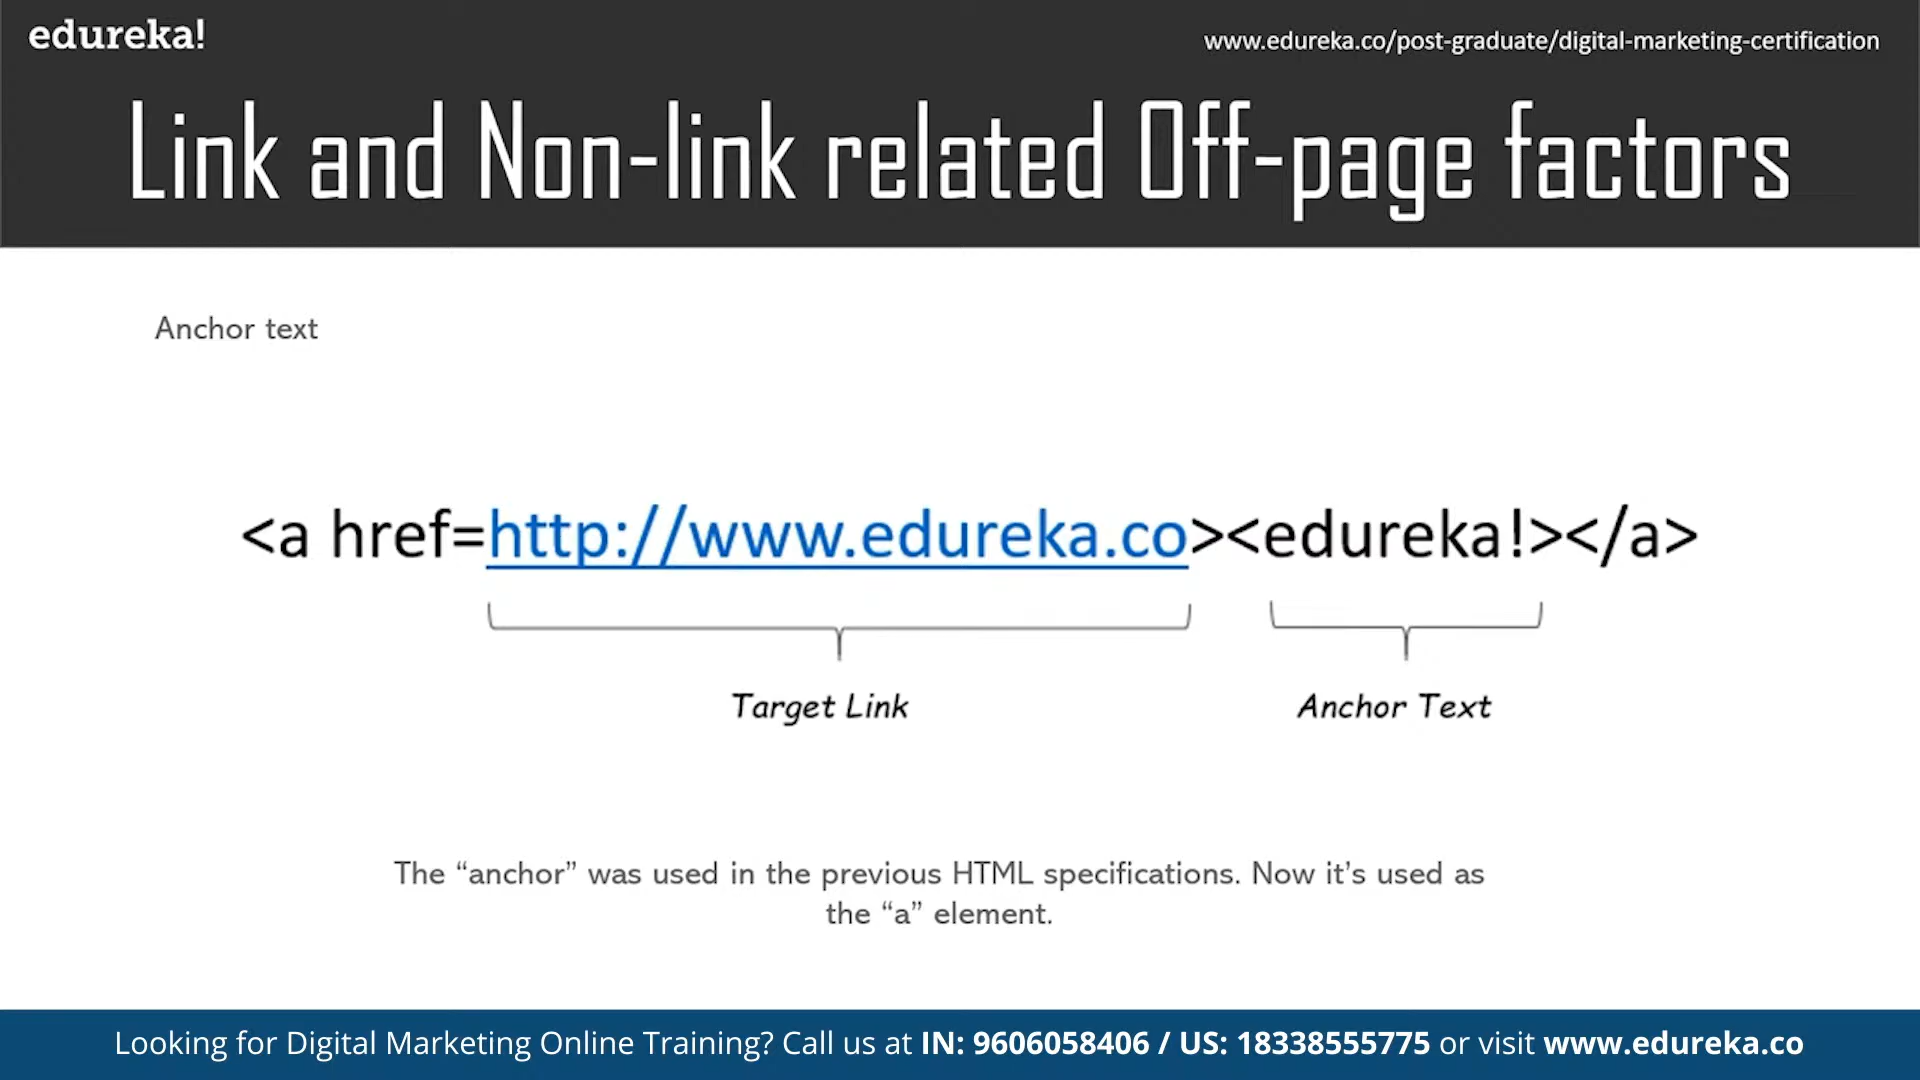 edureka!
www.edureka.co/post-graduate/digital-marketing-certification
Link and Non-link related Off-page factors
Anchor text
<a href=http://www.edureka.co><edureka!></a>
Target Link
Anchor Text
The “anchor” was used in the previous HTML specifications. Now it’s used as
the “a” element.
Looking for Digital Marketing Online Training? Call us at IN: 9606058406 / US: 18338555775 or visit www.edureka.co